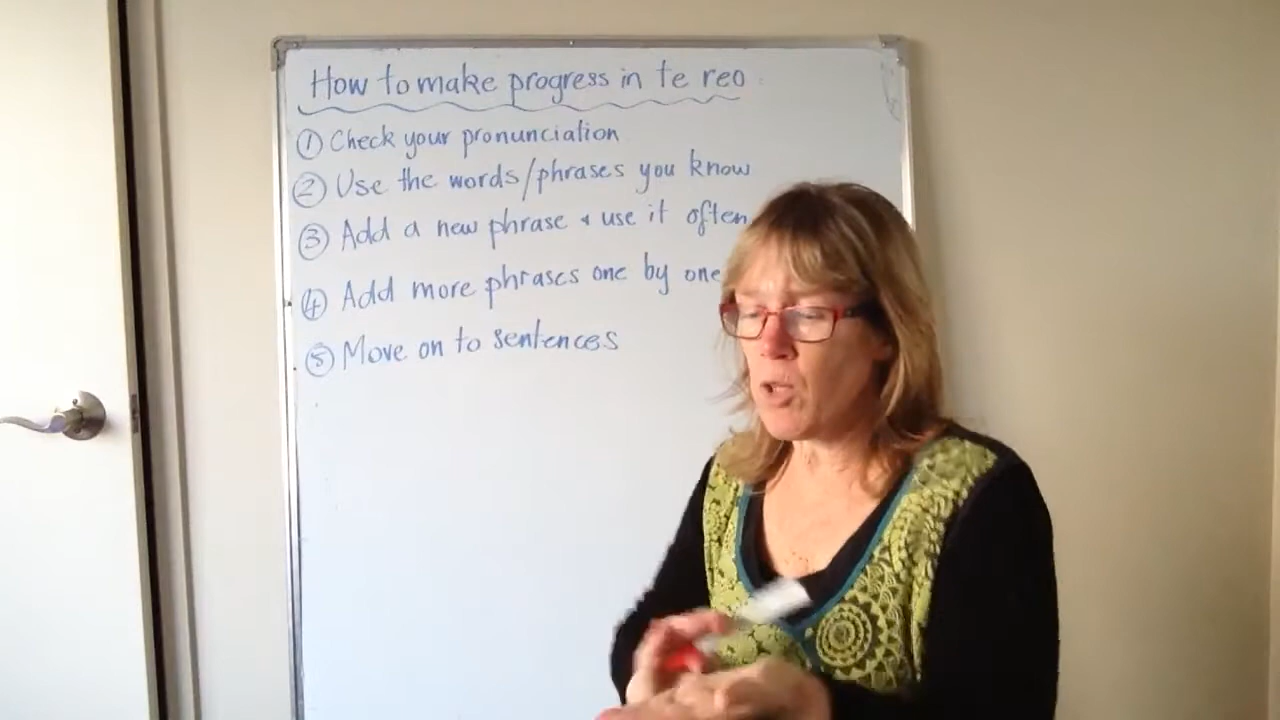 How to make progress in te reo
① Check your pronunciation
② Use the words/phrases you know
③ Add a new phrase & use it often
④ Add more phrases one by one
⑤ Move on to sentences